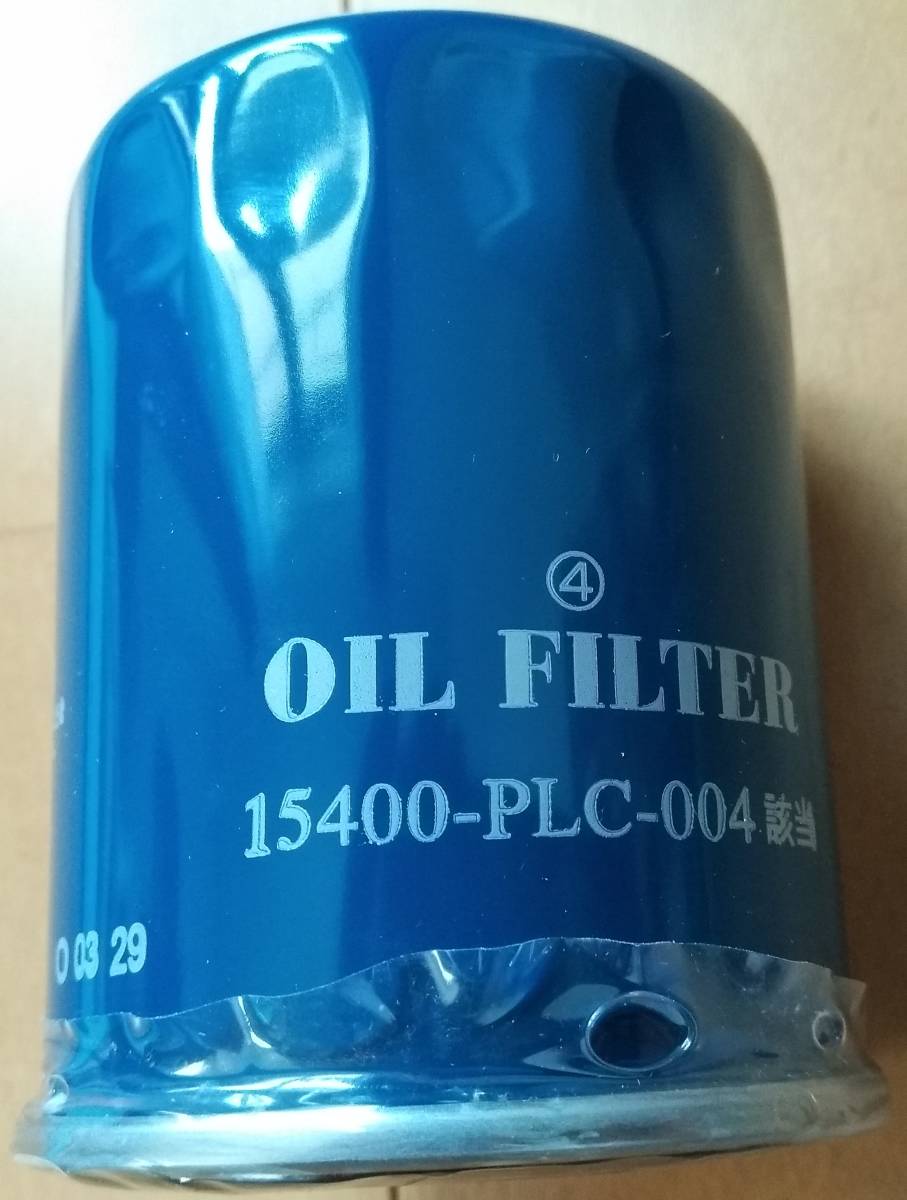 ④
OIL FILTER
15400-PLC-004 該当
0 03 29